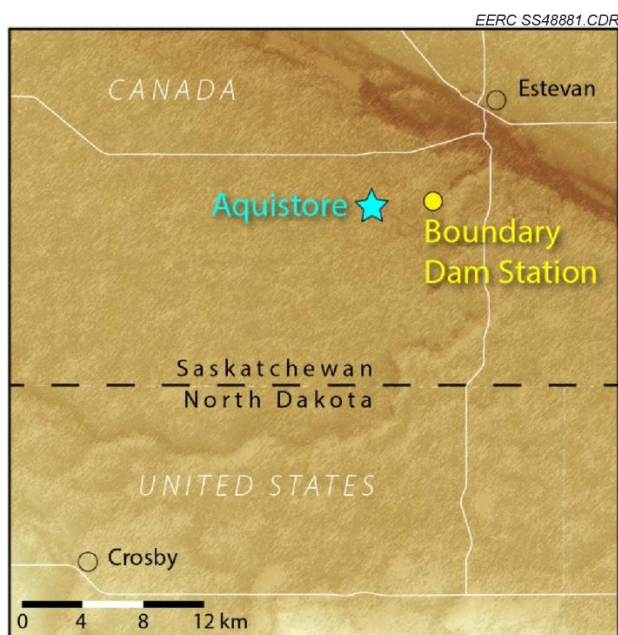 EERC SS48881.CDR
CANADA
Estevan
Aquistore
Boundary
Dam Station
Saskatchewan
North Dakota
UNITED STATES
Crosby
0 4 8 12 km